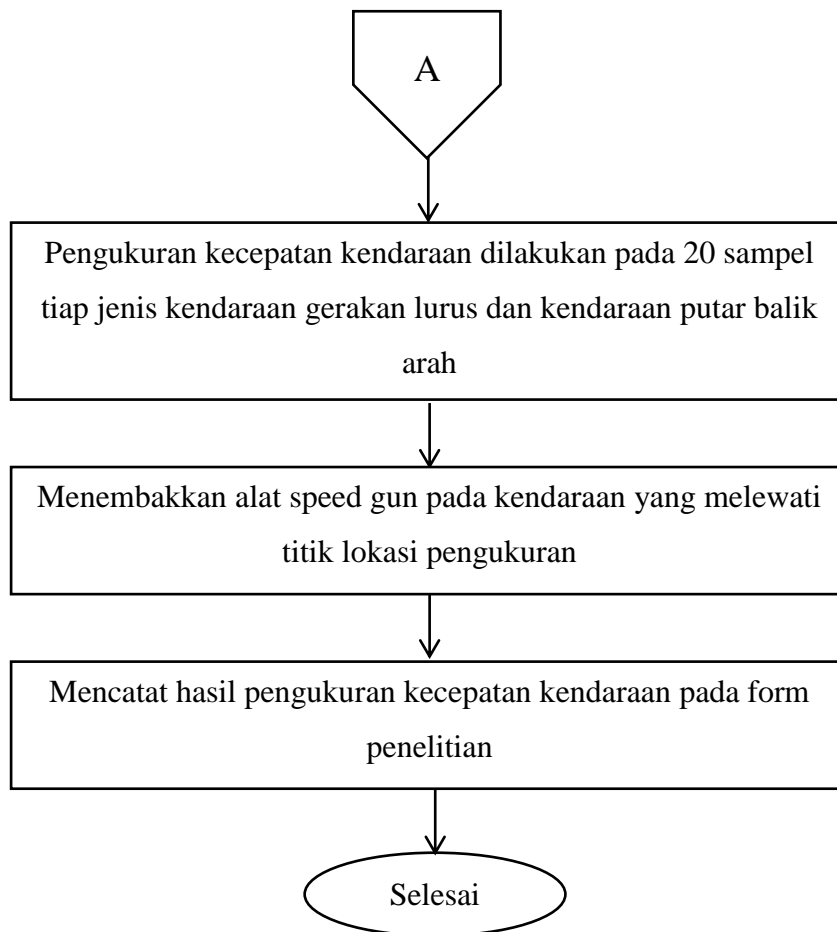 A
Pengukuran kecepatan kendaraan dilakukan pada 20 sampel
tiap jenis kendaraan gerakan lurus dan kendaraan putar balik
arah
Menembakkan alat speed gun pada kendaraan yang melewati
titik lokasi pengukuran
Mencatat hasil pengukuran kecepatan kendaraan pada form
penelitian
Selesai